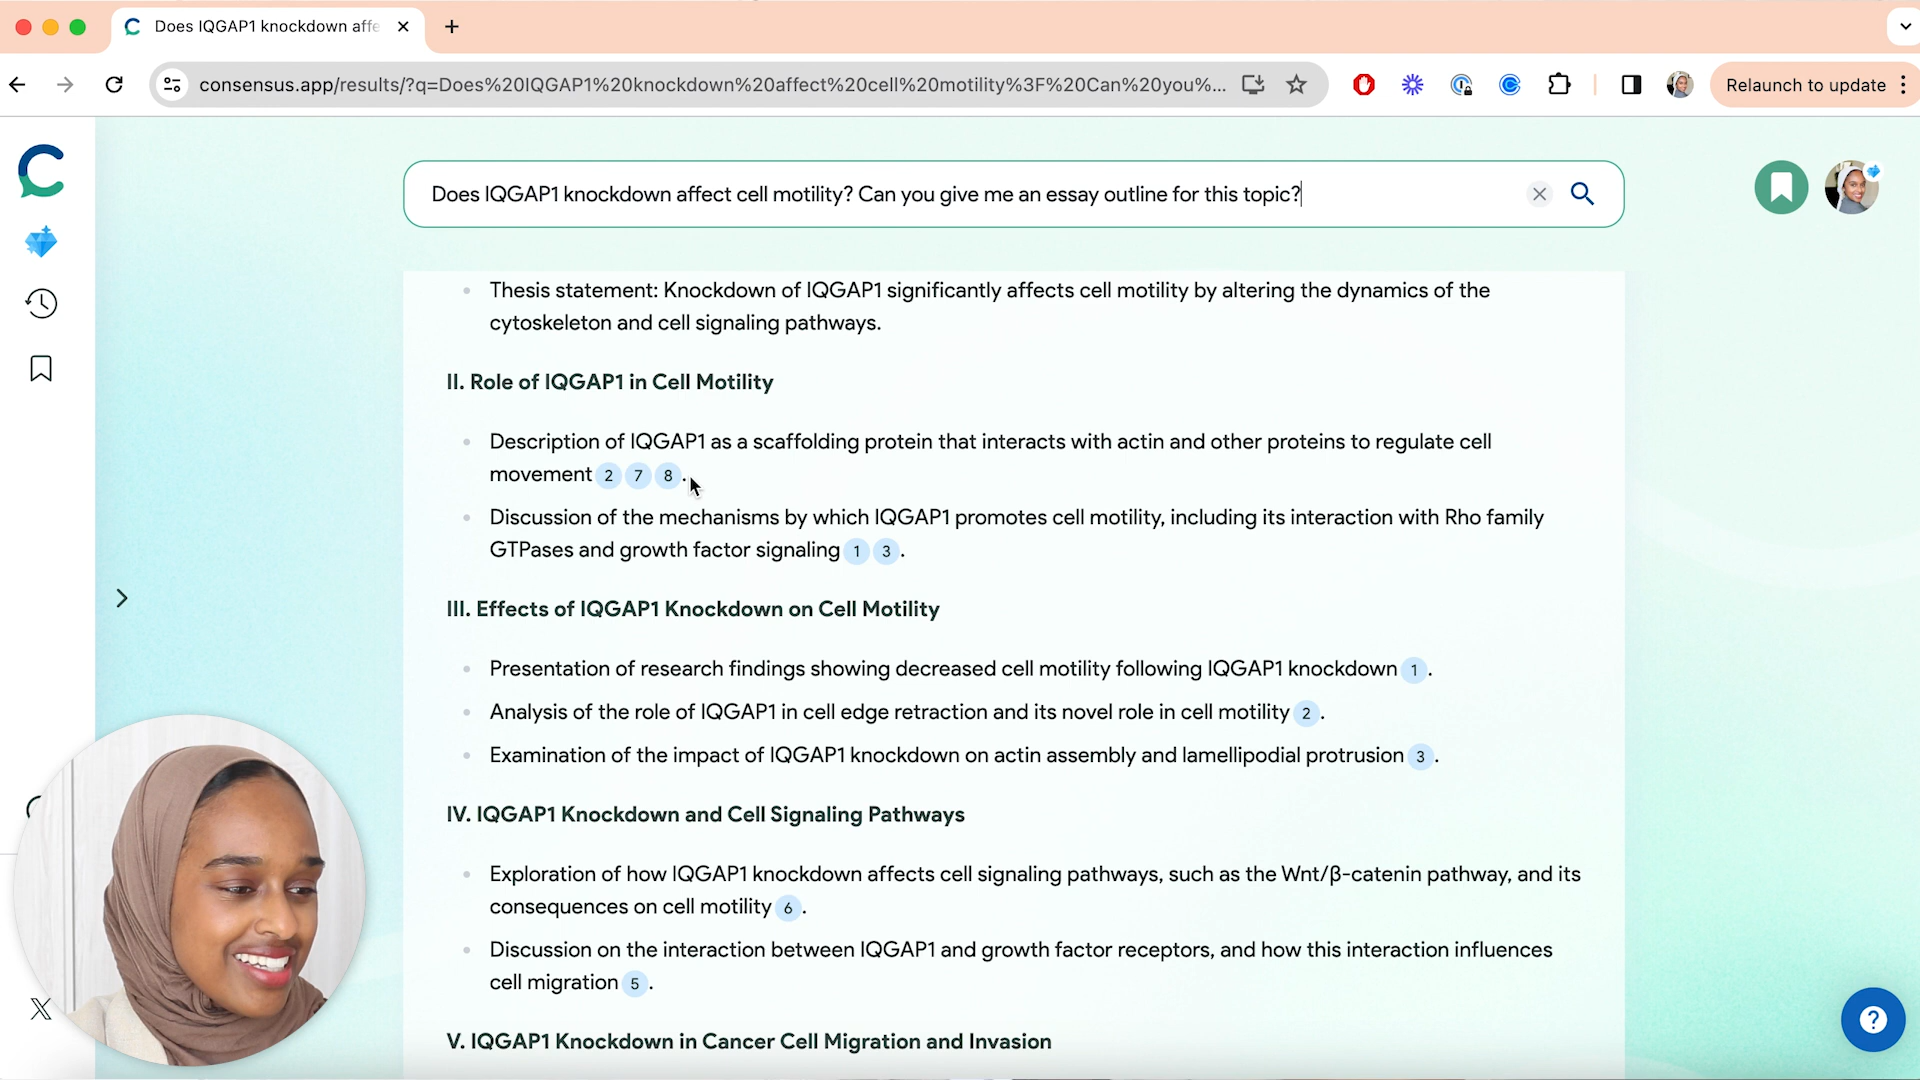 Does IQGAP1 knockdown affe
consensus.app/results/?q=Does%20IQGAP1%20knockdown%20affect%20cell%20motility%3F%20Can%20you%...
Relaunch to update
Does IQGAP1 knockdown affect cell motility? Can you give me an essay outline for this topic?
Thesis statement: Knockdown of IQGAP1 significantly affects cell motility by altering the dynamics of the
cytoskeleton and cell signaling pathways.
II. Role of IQGAP1 in Cell Motility
Description of IQGAP1 as a scaffolding protein that interacts with actin and other proteins to regulate cell
movement 2 7 8 .
Discussion of the mechanisms by which IQGAP1 promotes cell motility, including its interaction with Rho family
GTPases and growth factor signaling 1 3 .
III. Effects of IQGAP1 Knockdown on Cell Motility
Presentation of research findings showing decreased cell motility following IQGAP1 knockdown 1 .
Analysis of the role of IQGAP1 in cell edge retraction and its novel role in cell motility 2 .
Examination of the impact of IQGAP1 knockdown on actin assembly and lamellipodial protrusion 3 .
IV. IQGAP1 Knockdown and Cell Signaling Pathways
Exploration of how IQGAP1 knockdown affects cell signaling pathways, such as the Wnt/β-catenin pathway, and its
consequences on cell motility 6 .
Discussion on the interaction between IQGAP1 and growth factor receptors, and how this interaction influences
cell migration 5 .
V. IQGAP1 Knockdown in Cancer Cell Migration and Invasion